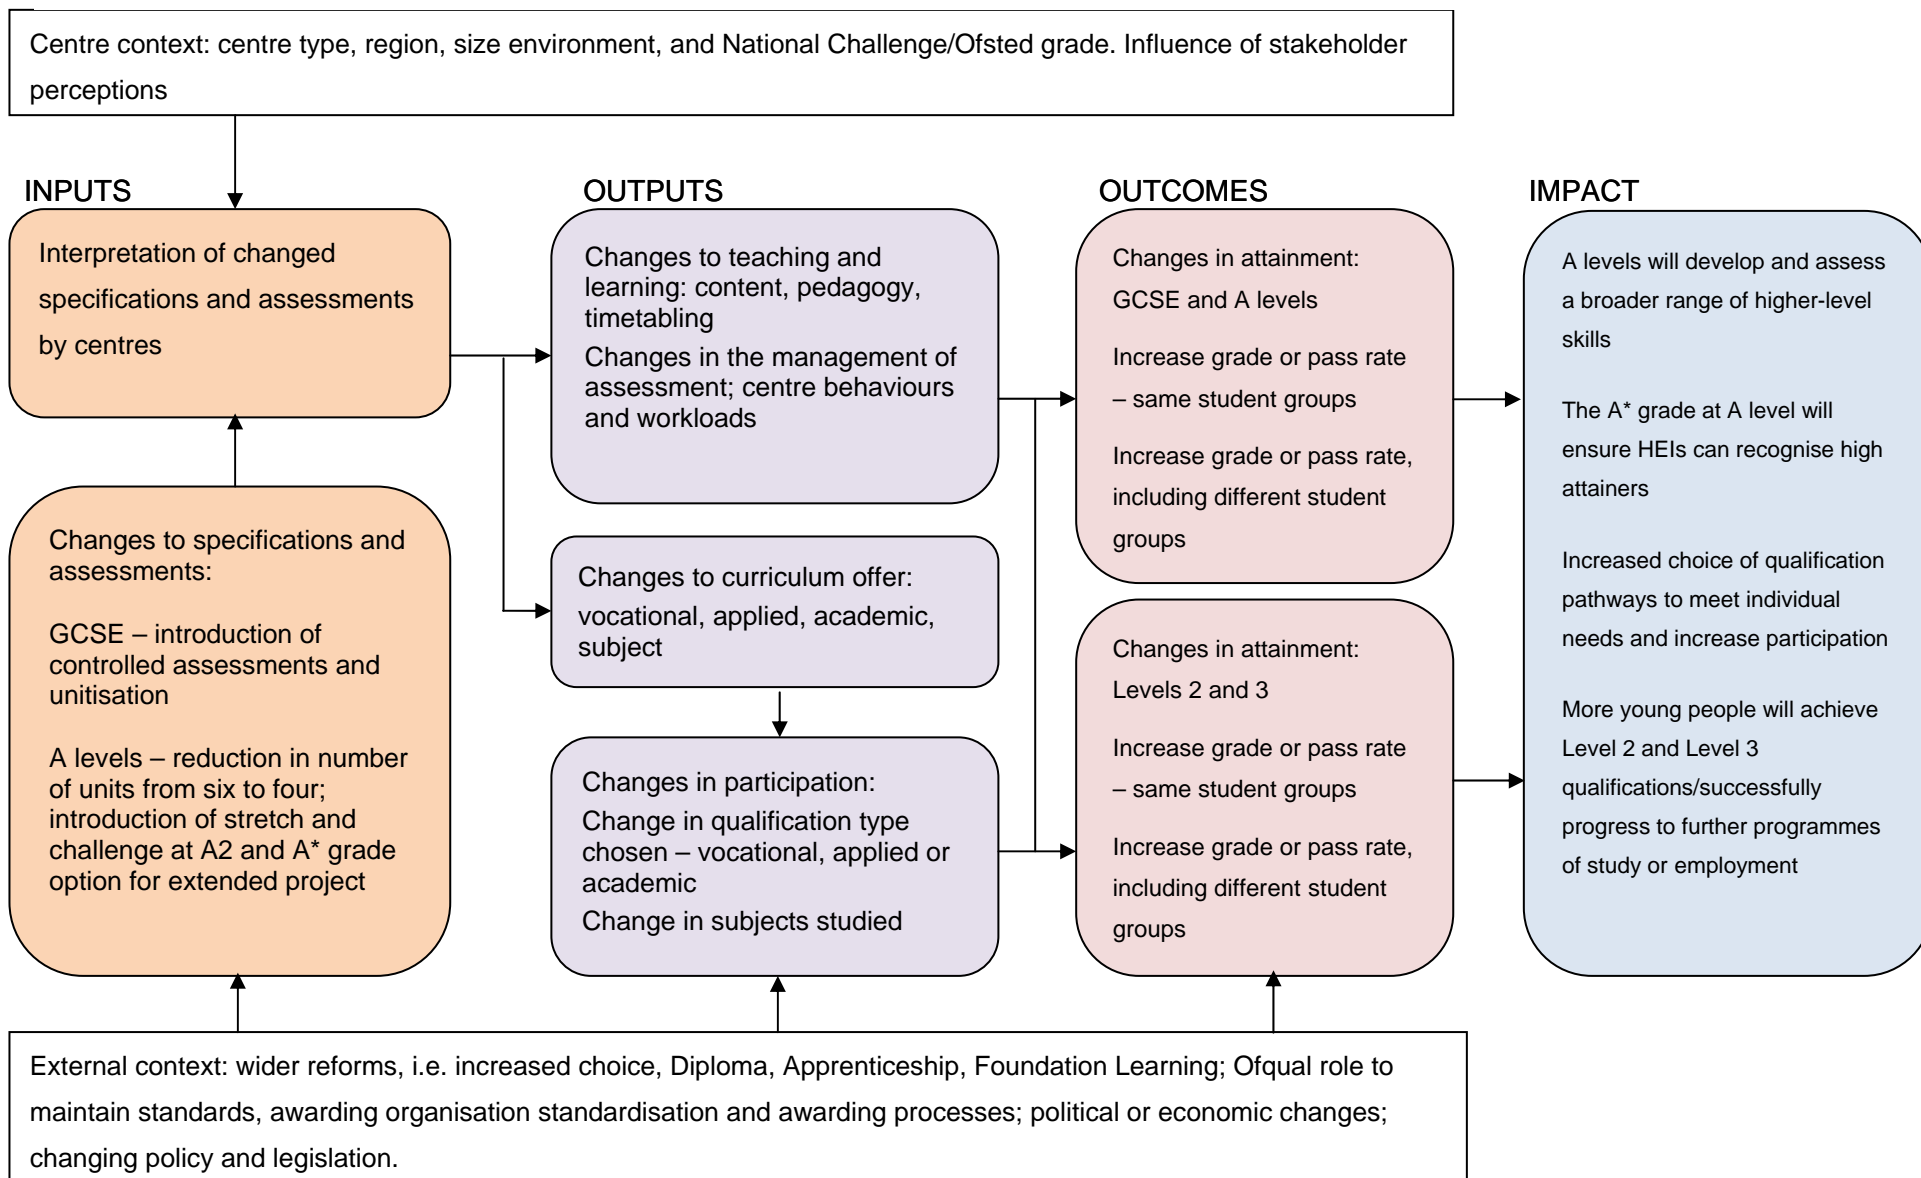 Centre context: centre type, region, size environment, and National Challenge/Ofsted grade. Influence of stakeholder
perceptions
INPUTS
Interpretation of changed
specifications and assessments
by centres
Changes to specifications and
assessments:
GCSE – introduction of
controlled assessments and
unitisation
A levels – reduction in number
of units from six to four;
introduction of stretch and
challenge at A2 and A* grade
option for extended project
OUTPUTS
Changes to teaching and
learning: content, pedagogy,
timetabling
Changes in the management of
assessment; centre behaviours
and workloads
Changes to curriculum offer:
vocational, applied, academic,
subject
Changes in participation:
Change in qualification type
chosen – vocational, applied or
academic
Change in subjects studied
OUTCOMES
Changes in attainment:
GCSE and A levels
Increase grade or pass rate
– same student groups
Increase grade or pass rate,
including different student
groups
Changes in attainment:
Levels 2 and 3
Increase grade or pass rate
– same student groups
Increase grade or pass rate,
including different student
groups
IMPACT
A levels will develop and assess
a broader range of higher-level
skills
The A* grade at A level will
ensure HEIs can recognise high
attainers
Increased choice of qualification
pathways to meet individual
needs and increase participation
More young people will achieve
Level 2 and Level 3
qualifications/successfully
progress to further programmes
of study or employment
External context: wider reforms, i.e. increased choice, Diploma, Apprenticeship, Foundation Learning; Ofqual role to
maintain standards, awarding organisation standardisation and awarding processes; political or economic changes;
changing policy and legislation.